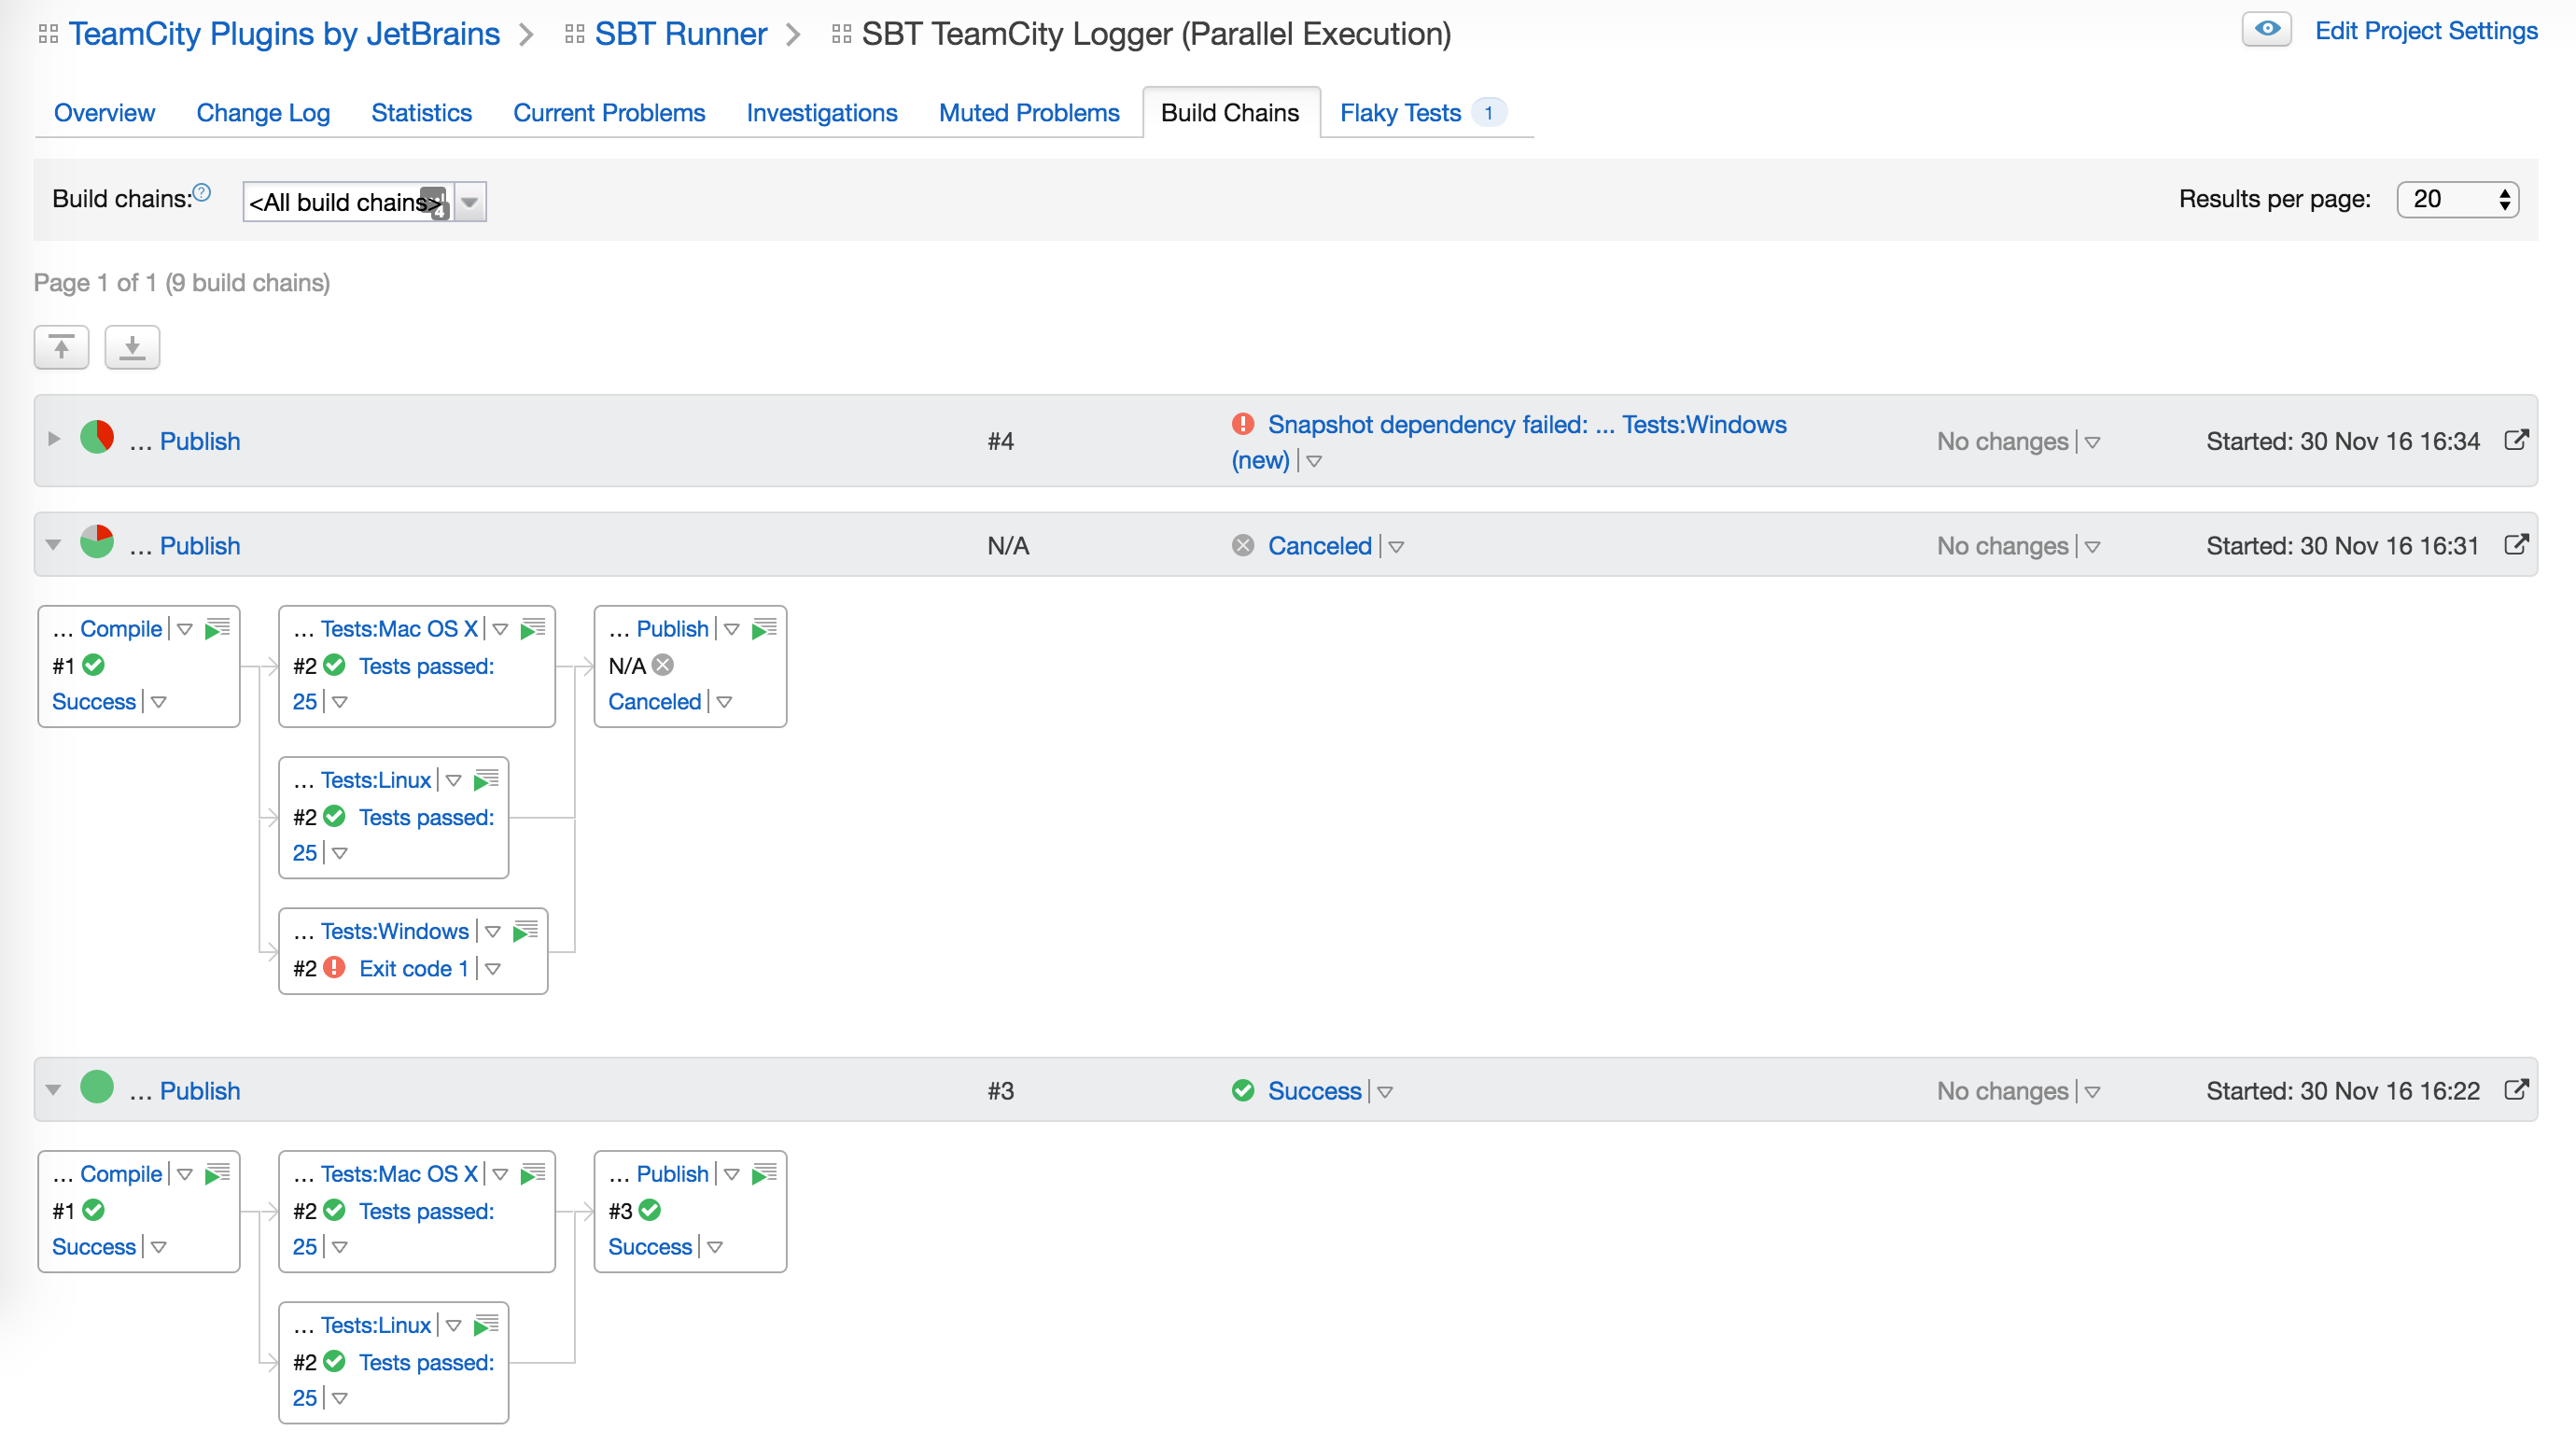 TeamCity Plugins by JetBrains SBT Runner SBT TeamCity Logger (Parallel Execution) Edit Project Settings
Overview Change Log Statistics Current Problems Investigations Muted Problems Build Chains Flaky Tests 1
Build chains:? <All build chains> 4 Results per page: 20
Page 1 of 1 (9 build chains)
... Publish #4 Snapshot dependency failed: ... Tests:Windows (new) No changes Started: 30 Nov 16 16:34
... Publish N/A Canceled No changes Started: 30 Nov 16 16:31
... Compile
#1
Success
... Tests:Mac OS X
#2 Tests passed:
25
... Publish
N/A
Canceled
... Tests:Linux
#2 Tests passed:
25
... Tests:Windows
#2 Exit code 1
... Publish #3 Success No changes Started: 30 Nov 16 16:22
... Compile
#1
Success
... Tests:Mac OS X
#2 Tests passed:
25
... Publish
#3
Success
... Tests:Linux
#2 Tests passed:
25